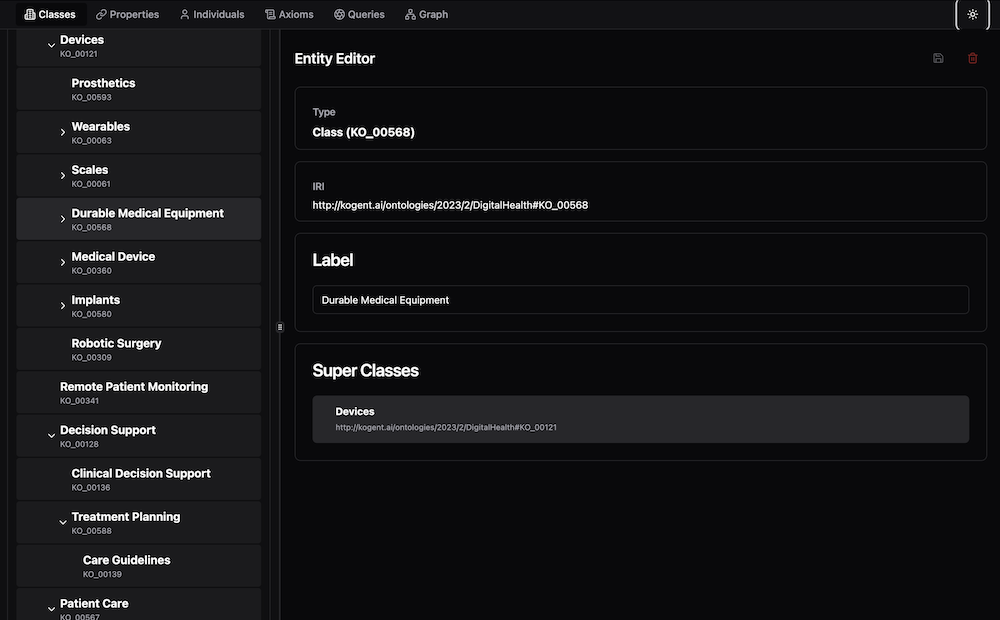 Classes Properties Individuals Axioms Queries Graph
Devices
KO_00121
Prosthetics
KO_00593
Wearables
KO_00063
Scales
KO_00061
Durable Medical Equipment
KO_00568
Medical Device
KO_00360
Implants
KO_00580
Robotic Surgery
KO_00309
Remote Patient Monitoring
KO_00341
Decision Support
KO_00128
Clinical Decision Support
KO_00136
Treatment Planning
KO_00588
Care Guidelines
KO_00139
Patient Care
KO_00567
Entity Editor
Type
Class (KO_00568)
IRI
http://kogent.ai/ontologies/2023/2/DigitalHealth#KO_00568
Label
Durable Medical Equipment
Super Classes
Devices
http://kogent.ai/ontologies/2023/2/DigitalHealth#KO_00121